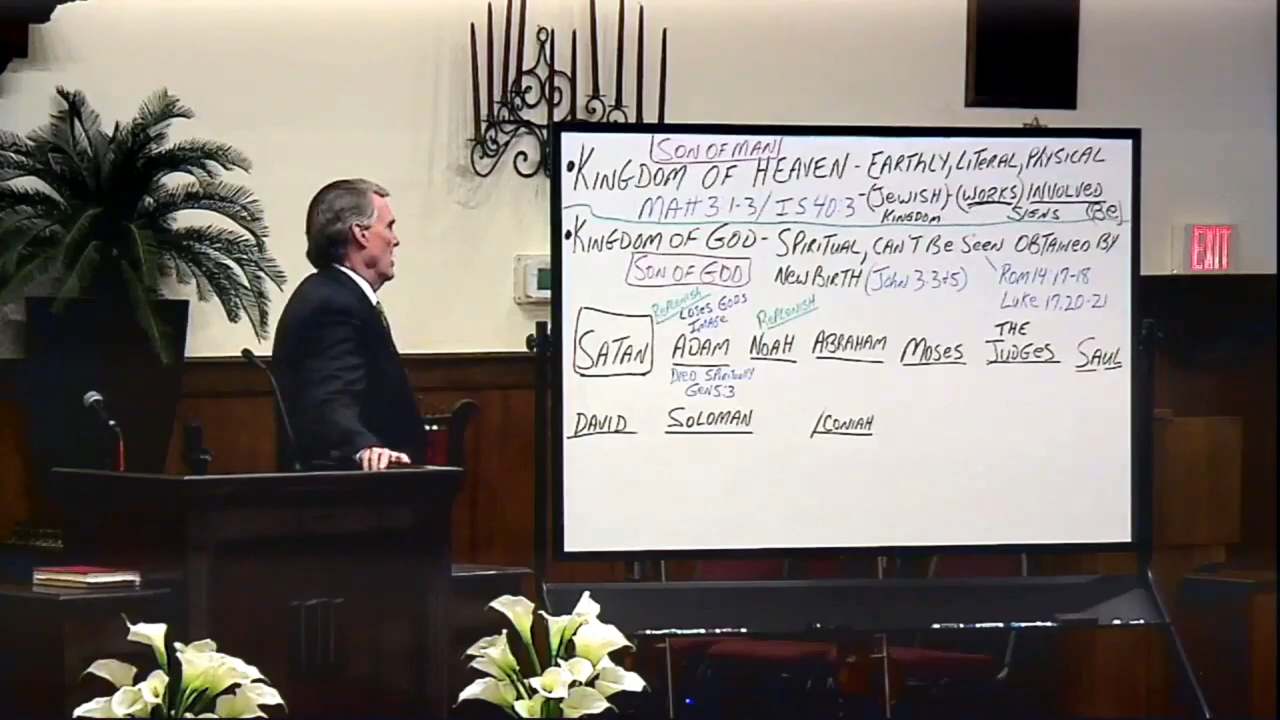 SON OF MAN
•KINGDOM OF HEAVEN - EARTHLY, LITERAL, PHYSICAL
MATT 3:1-3 / IS 40:3 - (JEWISH) - (WORKS) INVOLVED
KINGDOM SIGNS (BE)
•KINGDOM OF GOD - SPIRITUAL, CAN'T BE SEEN OBTAINED BY
SON OF GOD NEW BIRTH (John 3:3+5) Rom 14:17-18
Luke 17:20-21
REPLENISH LOSES GODS IMAGE REPLENISH
SATAN ADAM NOAH ABRAHAM MOSES THE JUDGES SAUL
DIED SPIRITUALLY
Gen 5:3
DAVID SOLOMAN /CONIAH
EXIT